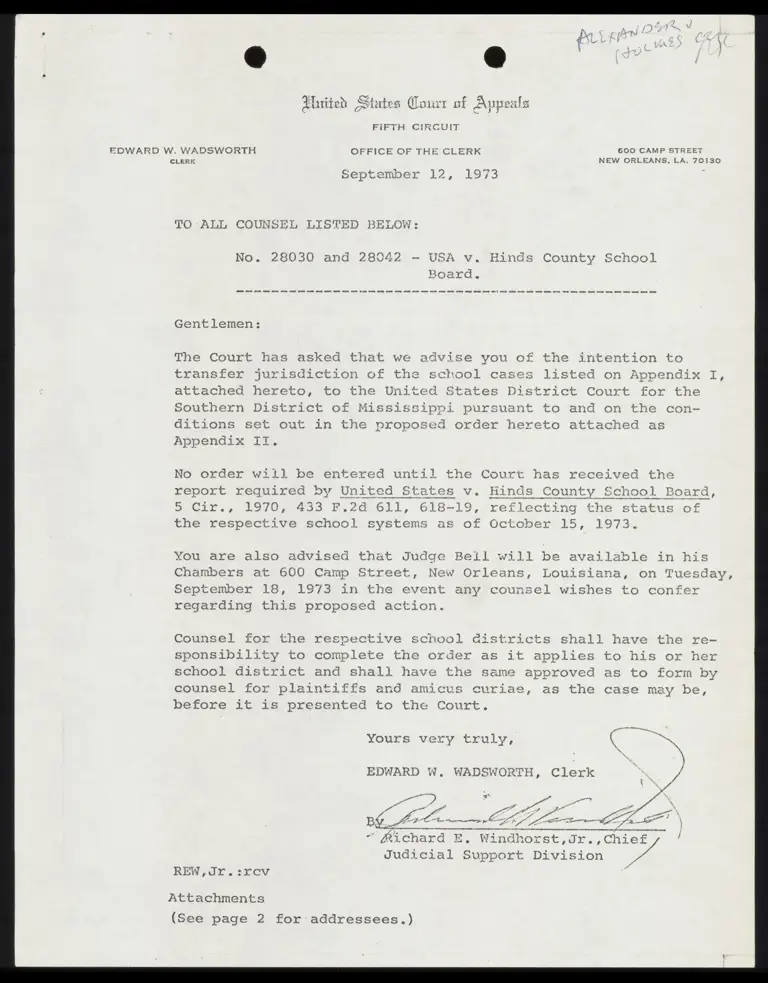 ALEXANDER v
HOLMES case
United States Court of Appeals
FIFTH CIRCUIT
EDWARD W. WADSWORTH
CLERK
OFFICE OF THE CLERK
600 CAMP STREET
NEW ORLEANS, LA. 70130
September 12, 1973
TO ALL COUNSEL LISTED BELOW:
No. 28030 and 28042 - USA v. Hinds County School
Board.
Gentlemen:
The Court has asked that we advise you of the intention to
transfer jurisdiction of the school cases listed on Appendix I,
attached hereto, to the United States District Court for the
Southern District of Mississippi pursuant to and on the con-
ditions set out in the proposed order hereto attached as
Appendix II.
No order will be entered until the Court has received the
report required by United States v. Hinds County School Board,
5 Cir., 1970, 433 F.2d 611, 618-19, reflecting the status of
the respective school systems as of October 15, 1973.
You are also advised that Judge Bell will be available in his
Chambers at 600 Camp Street, New Orleans, Louisiana, on Tuesday,
September 18, 1973 in the event any counsel wishes to confer
regarding this proposed action.
Counsel for the respective school districts shall have the re-
sponsibility to complete the order as it applies to his or her
school district and shall have the same approved as to form by
counsel for plaintiffs and amicus curiae, as the case may be,
before it is presented to the Court.
Yours very truly,
EDWARD W. WADSWORTH, Clerk
By
Richard E. Windhorst,Jr.,Chief
Judicial Support Division
REW,Jr.:rcv
Attachments
(See page 2 for addressees.)